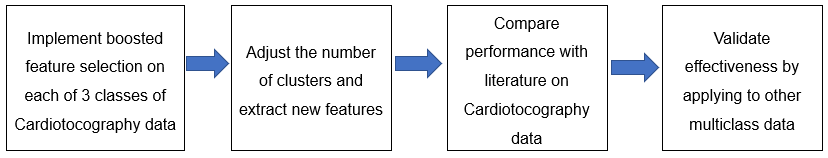 Implement boosted
feature selection on
each of 3 classes of
Cardiotocography data
Adjust the number
of clusters and
extract new features
Compare
performance with
literature on
Cardiotocography
data
Validate
effectiveness by
applying to other
multiclass data